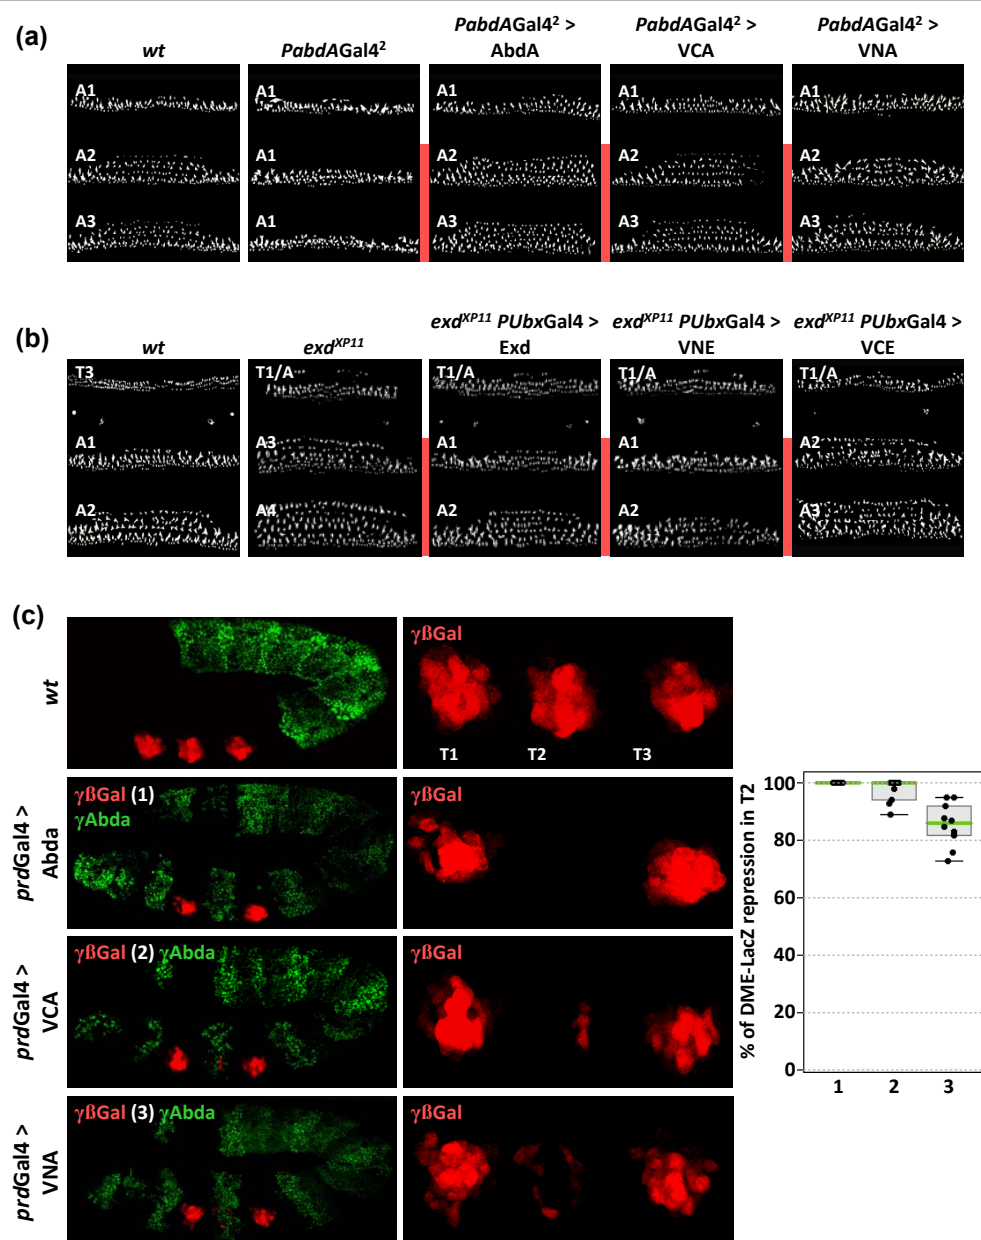 (a)
wt
PabdAGal4²
PabdAGal4² >
AbdA
PabdAGal4² >
VCA
PabdAGal4² >
VNA
A1
A1
A1
A1
A1
A2
A1
A2
A2
A2
A3
A1
A3
A3
A3
(b)
wt
exdXP11
exdXP11 PUbxGal4 >
Exd
exdXP11 PUbxGal4 >
VNE
exdXP11 PUbxGal4 >
VCE
T3
T1/A
T1/A
T1/A
T1/A
A1
A3
A1
A1
A2
A2
A4
A2
A2
A3
(c)
wt
γßGal
T1 T2 T3
prdGal4 >
Abda
γßGal (1)
γAbda
γßGal
prdGal4 >
VCA
γßGal (2) γAbda
γßGal
prdGal4 >
VNA
γßGal (3) γAbda
γßGal
% of DME-LacZ repression in T2
100
80
60
40
20
0
1 2 3